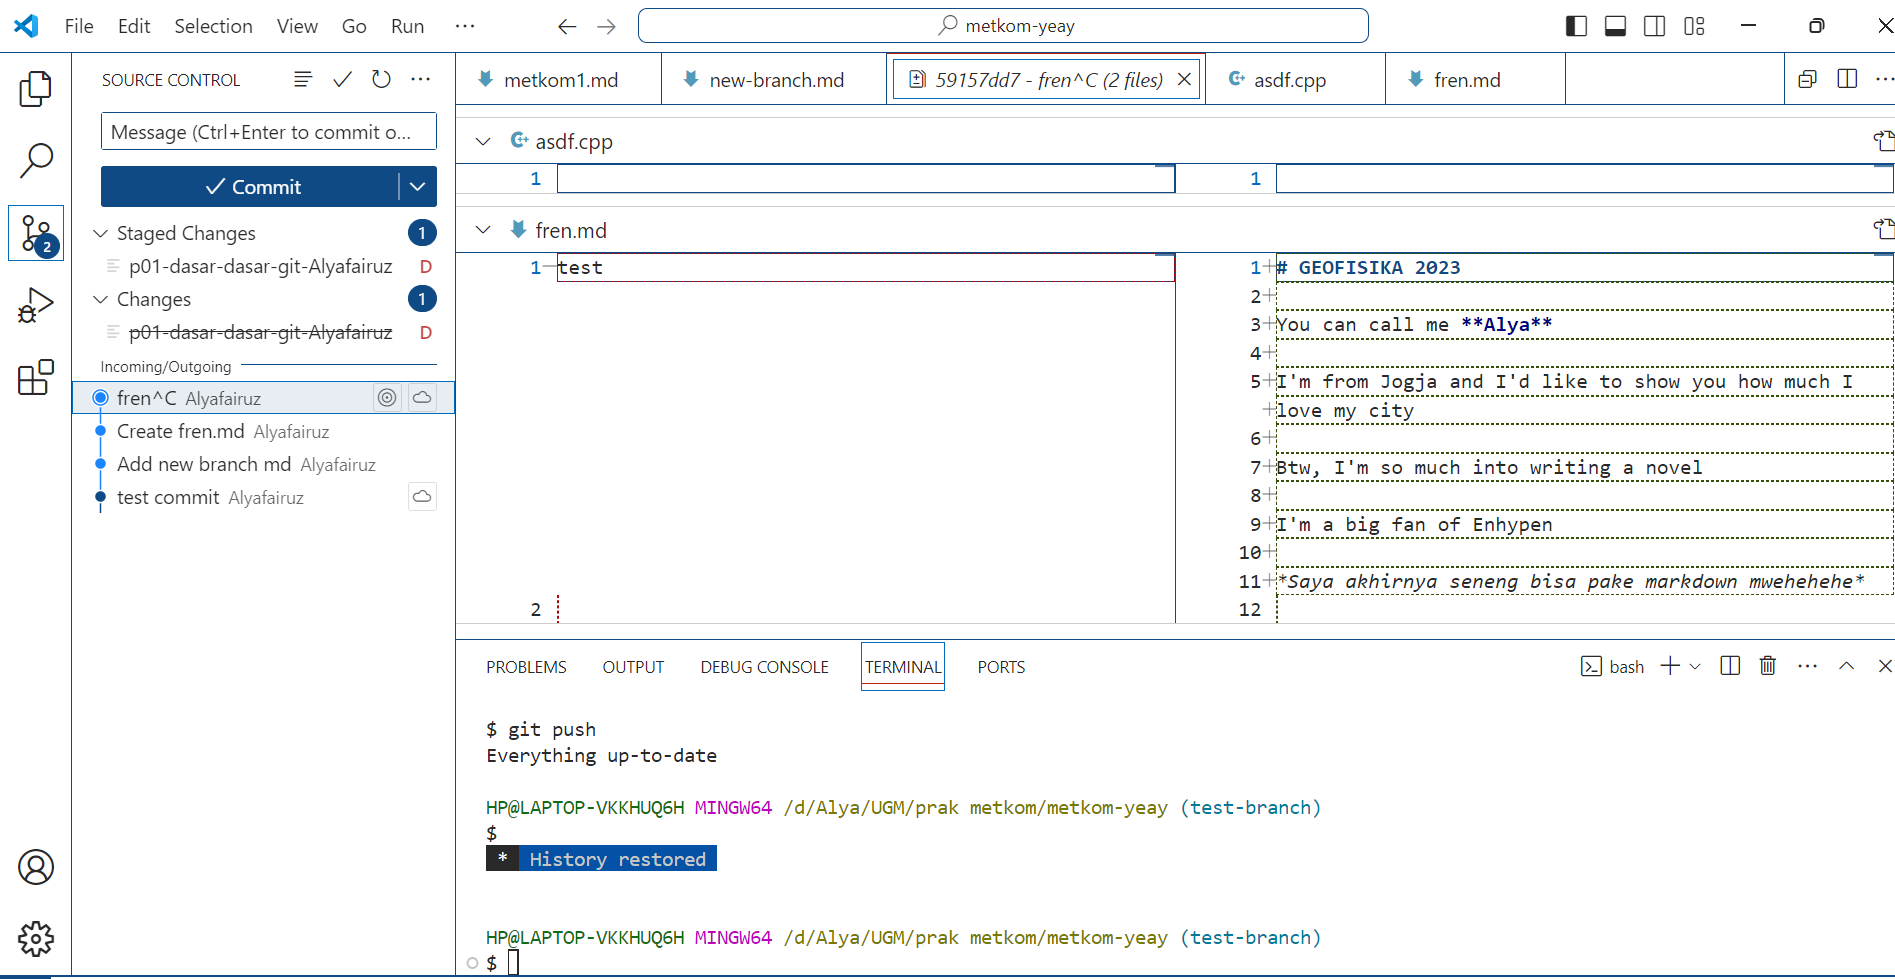 File Edit Selection View Go Run ···
metkom-yeay
SOURCE CONTROL
Message (Ctrl+Enter to commit o...
Commit
Staged Changes 1
p01-dasar-dasar-git-Alyafairuz D
Changes 1
p01-dasar-dasar-git-Alyafairuz D
Incoming/Outgoing
fren^C Alyafairuz
Create fren.md Alyafairuz
Add new branch md Alyafairuz
test commit Alyafairuz
2
metkom1.md
new-branch.md
59157dd7 - fren^C (2 files)
asdf.cpp
fren.md
asdf.cpp
1
1
fren.md
1 test
2
1+# GEOFISIKA 2023
2+
3+You can call me **Alya**
4+
5+I'm from Jogja and I'd like to show you how much I
+love my city
6+
7+Btw, I'm so much into writing a novel
8+
9+I'm a big fan of Enhypen
10+
11+*Saya akhirnya seneng bisa pake markdown mwehehehe*
12
PROBLEMS OUTPUT DEBUG CONSOLE TERMINAL PORTS
bash
$ git push
Everything up-to-date
HP@LAPTOP-VKKHUQ6H MINGW64 /d/Alya/UGM/prak metkom/metkom-yeay (test-branch)
$
* History restored
HP@LAPTOP-VKKHUQ6H MINGW64 /d/Alya/UGM/prak metkom/metkom-yeay (test-branch)
$